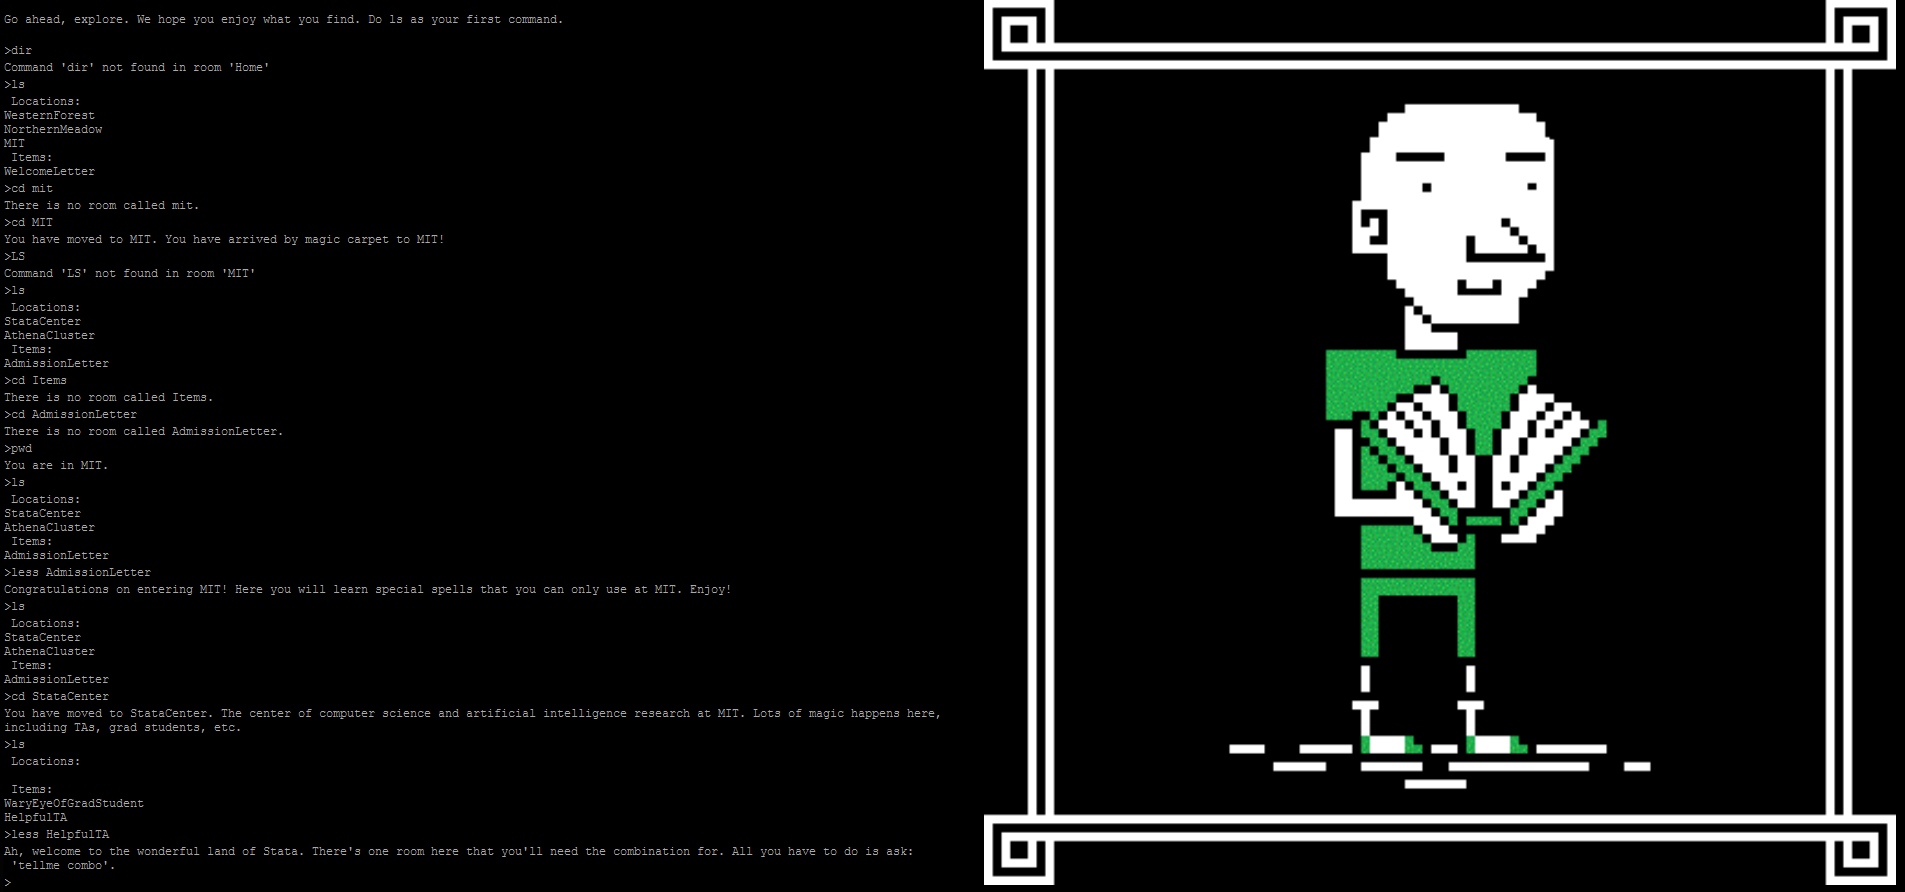 Go ahead, explore. We hope you enjoy what you find. Do ls as your first command.
>dir
Command 'dir' not found in room 'Home'
>ls
Locations:
WesternForest
NorthernMeadow
MIT
Items:
WelcomeLetter
>cd mit
There is no room called mit.
>cd MIT
You have moved to MIT. You have arrived by magic carpet to MIT!
>LS
Command 'LS' not found in room 'MIT'
>ls
Locations:
StataCenter
AthenaCluster
Items:
AdmissionLetter
>cd Items
There is no room called Items.
>cd AdmissionLetter
There is no room called AdmissionLetter.
>pwd
You are in MIT.
>ls
Locations:
StataCenter
AthenaCluster
Items:
AdmissionLetter
>less AdmissionLetter
Congratulations on entering MIT! Here you will learn special spells that you can only use at MIT. Enjoy!
>ls
Locations:
StataCenter
AthenaCluster
Items:
AdmissionLetter
>cd StataCenter
You have moved to StataCenter. The center of computer science and artificial intelligence research at MIT. Lots of magic happens here,
including TAs, grad students, etc.
>ls
Locations:
Items:
WaryEyeOfGradStudent
HelpfulTA
>less HelpfulTA
Ah, welcome to the wonderful land of Stata. There's one room here that you'll need the combination for. All you have to do is ask:
'tellme combo'.
>